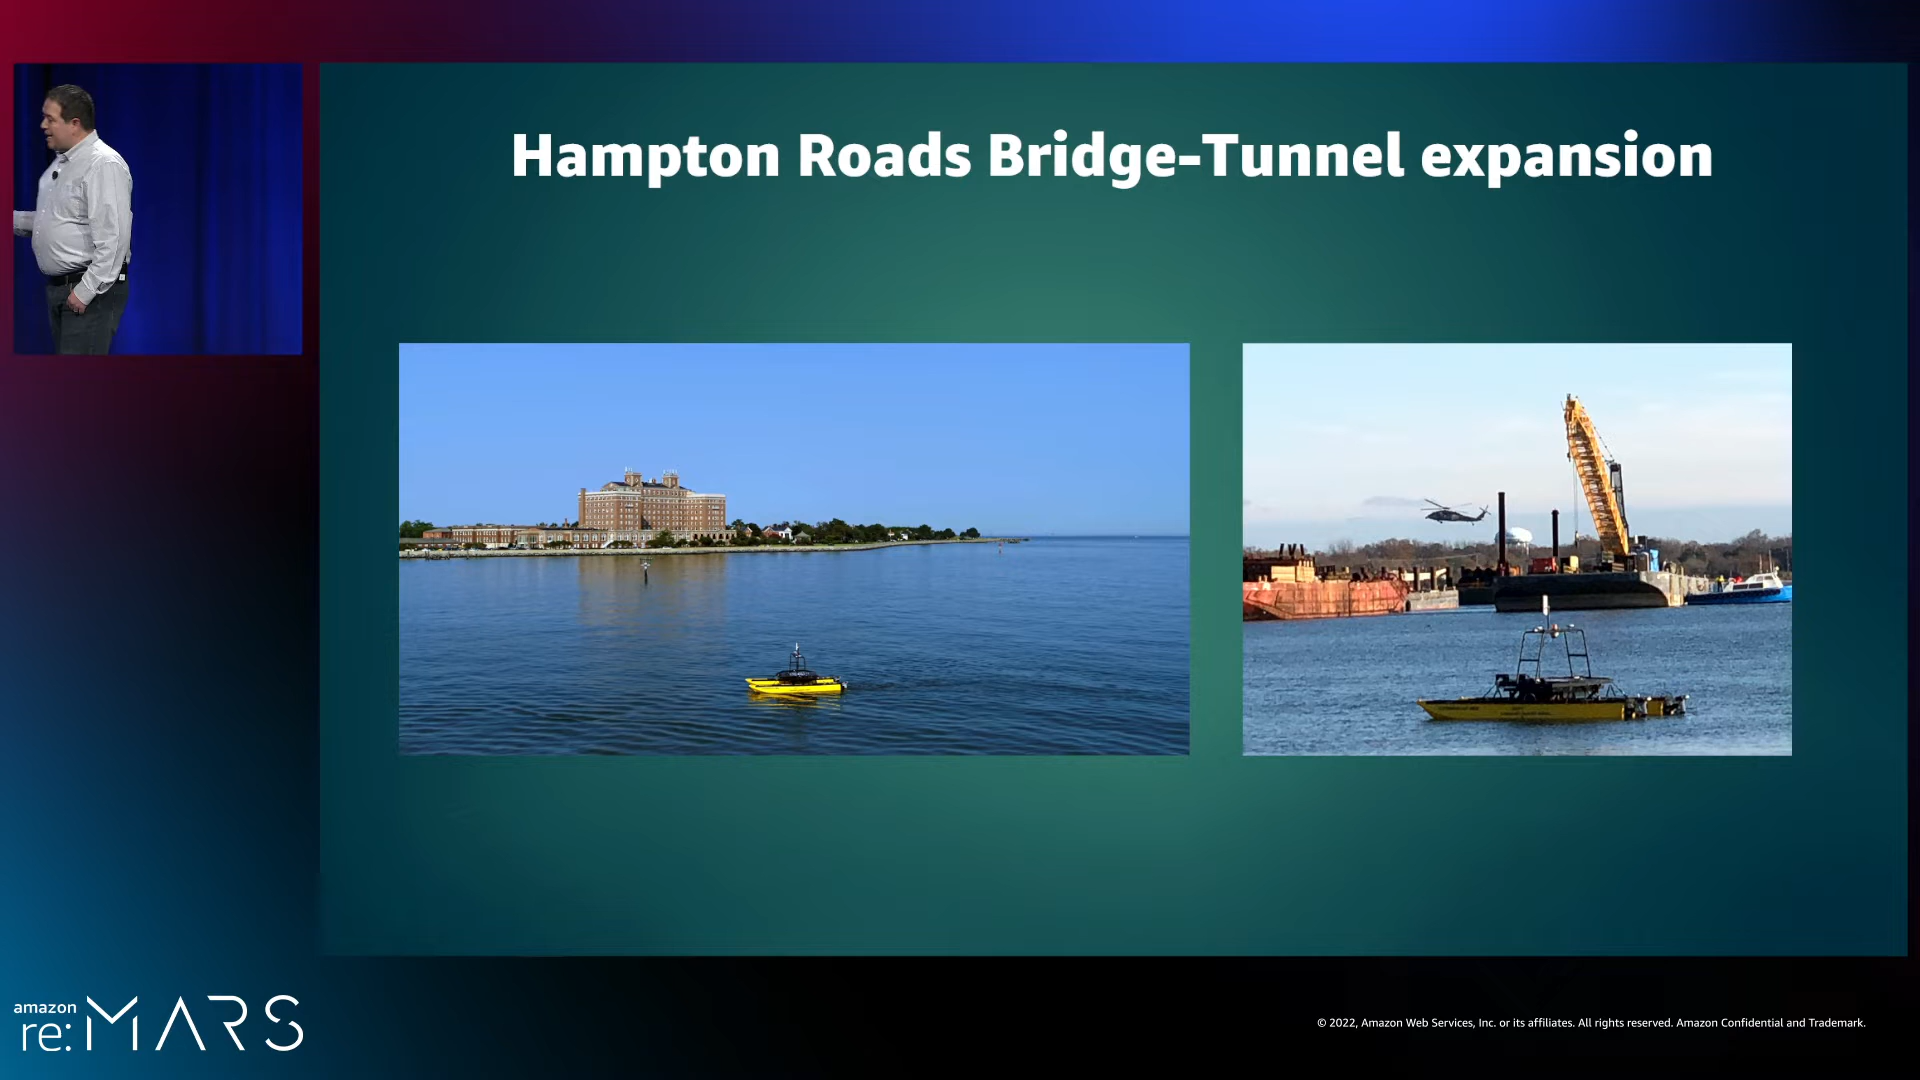 Hampton Roads Bridge-Tunnel expansion
amazon
re:MARS
© 2022, Amazon Web Services, Inc. or its affiliates. All rights reserved. Amazon Confidential and Trademark.